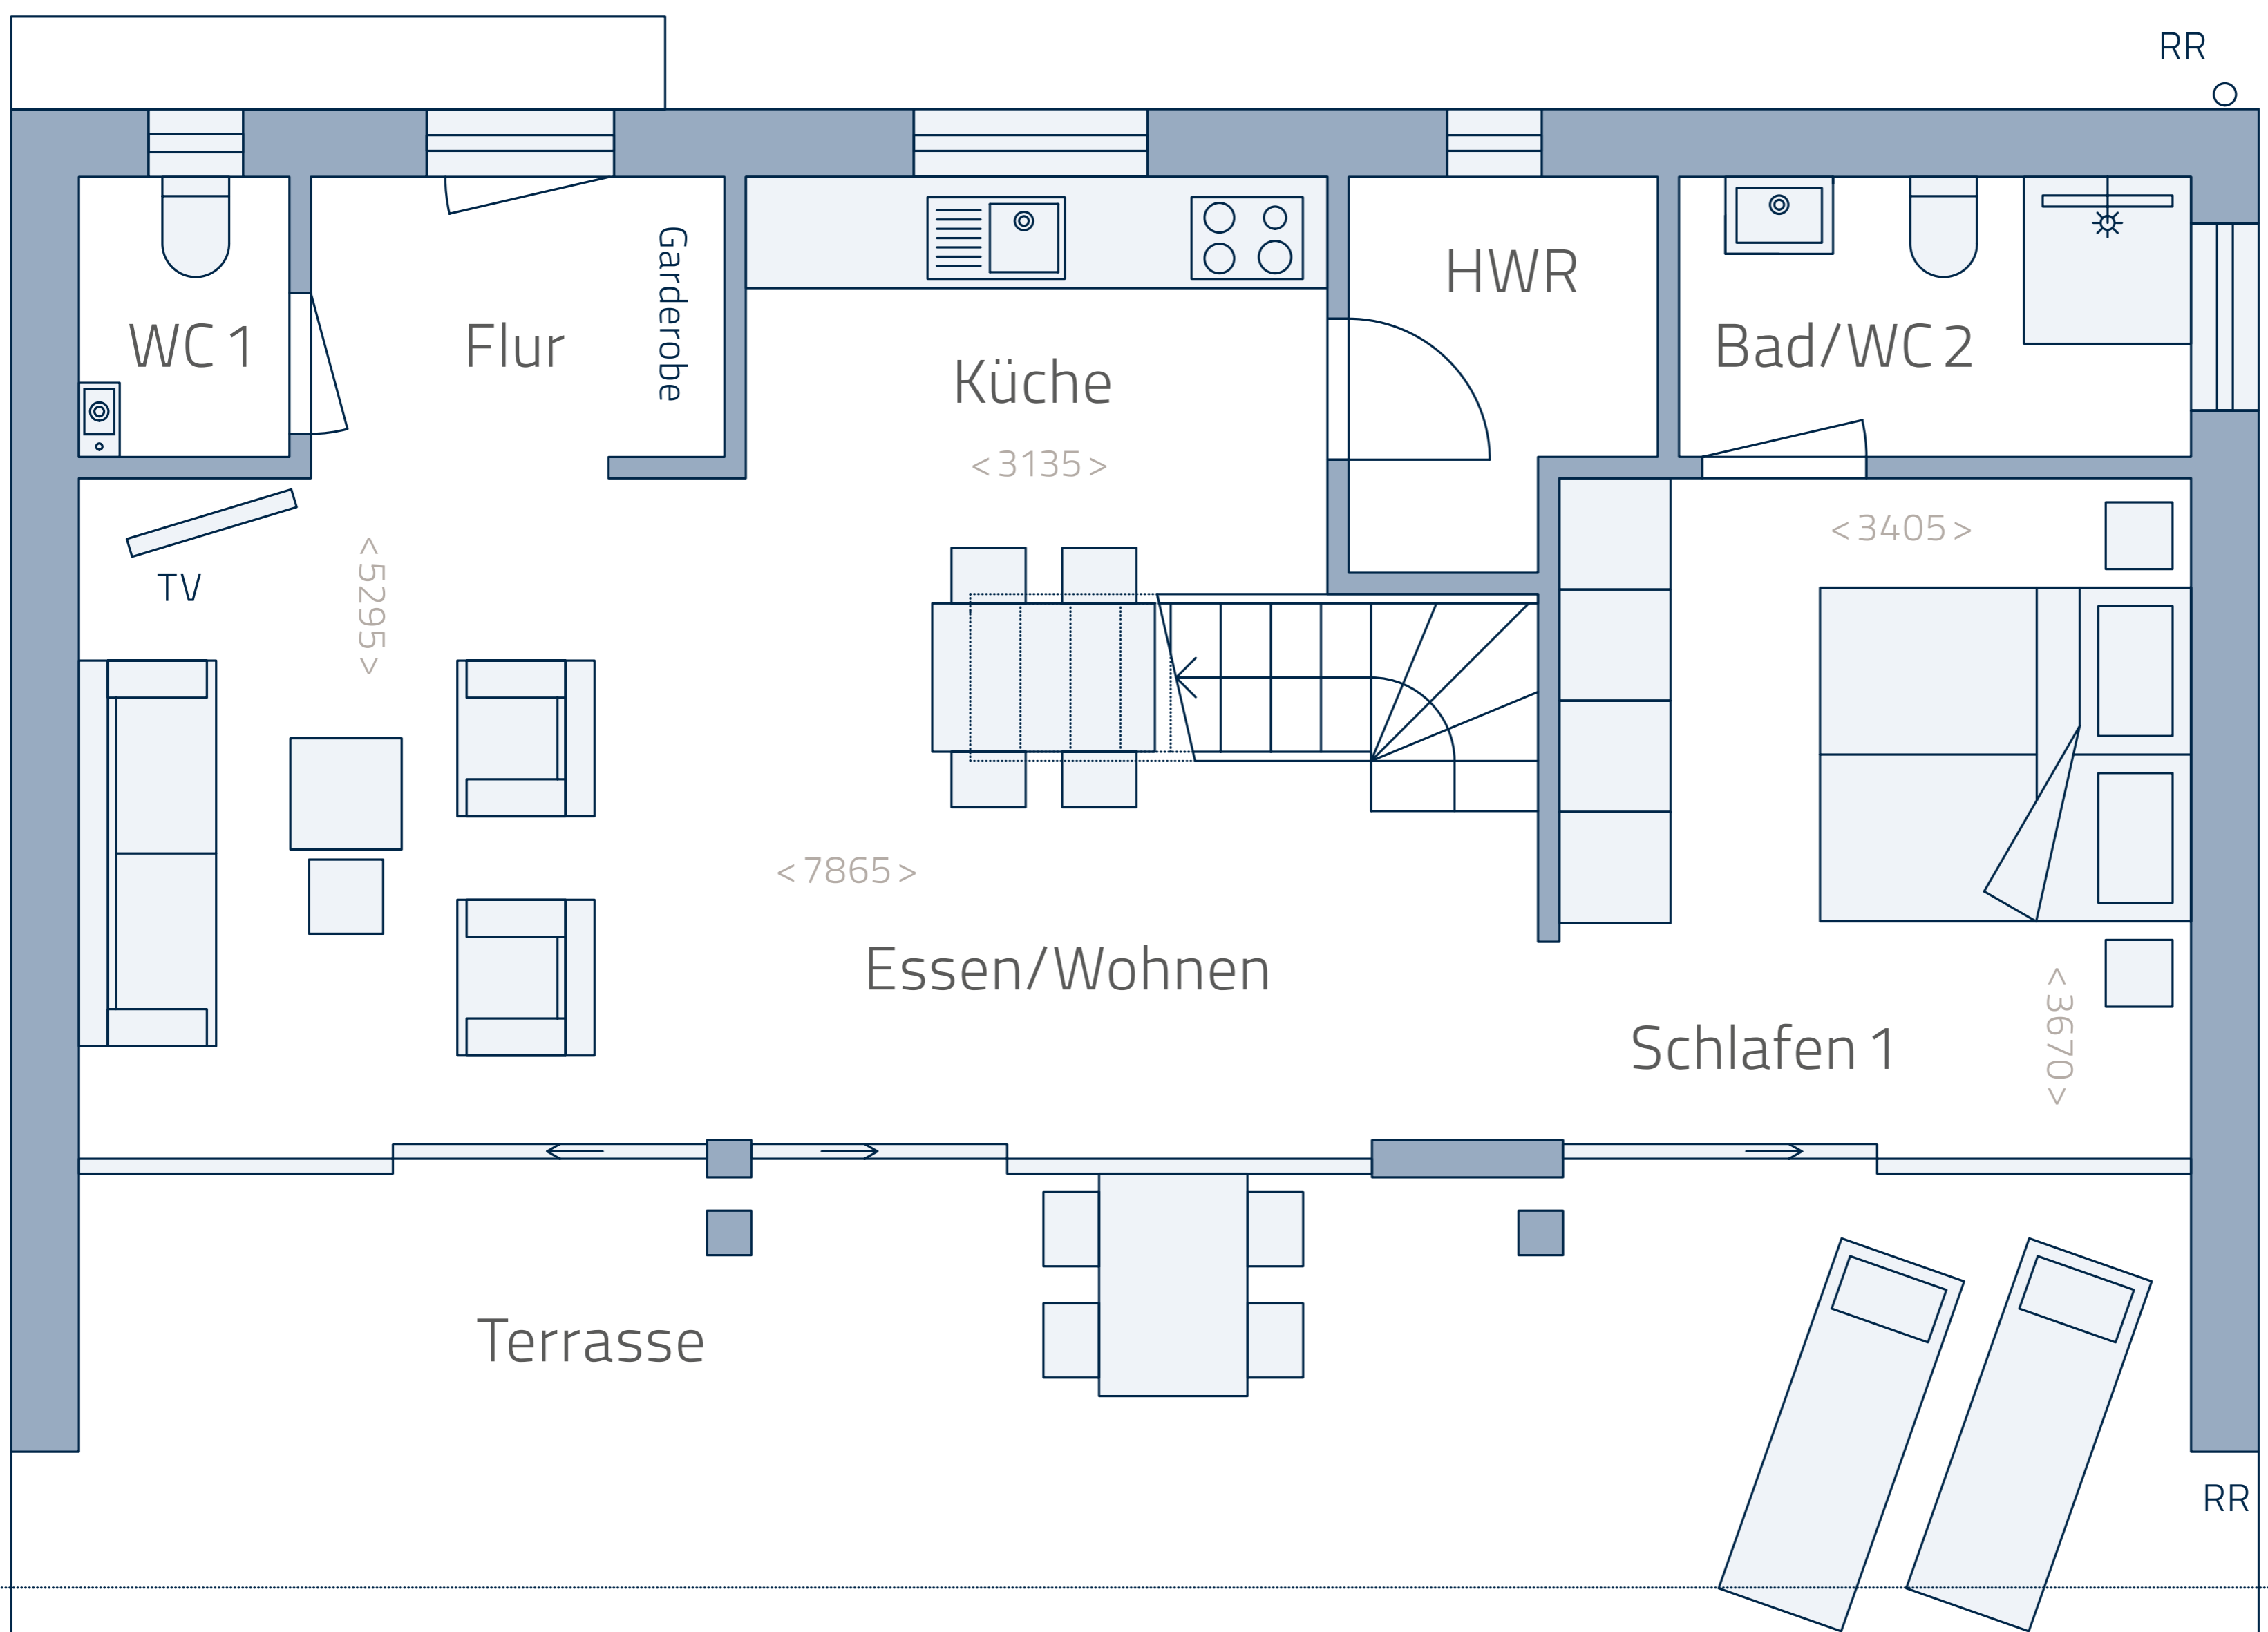 RR
Garderobe
HWR
WC 1
Flur
Bad/WC 2
Küche
<3135>
<3405>
TV
<5295>
<7865>
Essen/Wohnen
Schlafen 1
<3670>
Terrasse
RR